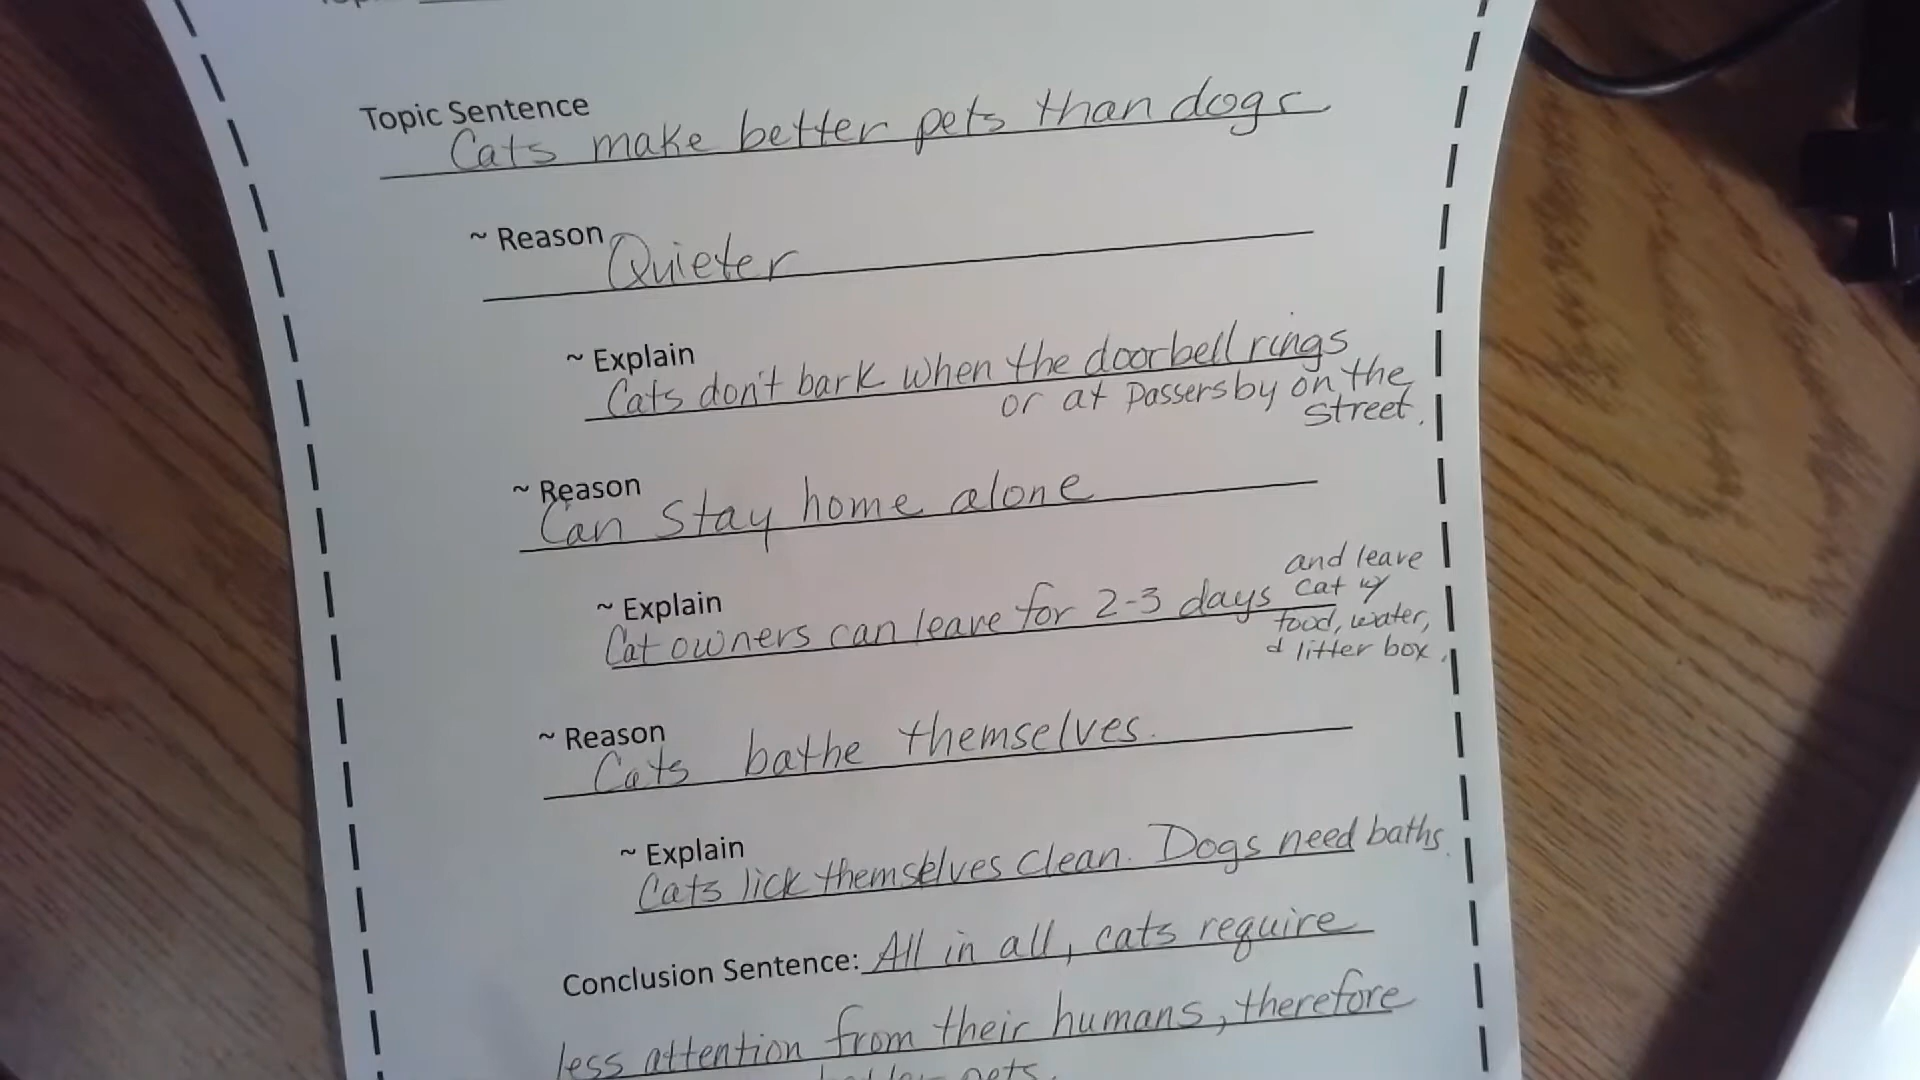 Topic Sentence
Cats make better pets than dogs
~ Reason
Quieter
~ Explain
Cats don't bark when the doorbell rings
or at passersby on the
street.
~ Reason
Can stay home alone
and leave
~ Explain
Cat owners can leave for 2-3 days cat w/
food, water,
& litter box.
~ Reason
Cats bathe themselves.
~ Explain
Cats lick themselves clean. Dogs need baths.
Conclusion Sentence: All in all, cats require
less attention from their humans, therefore
pets.